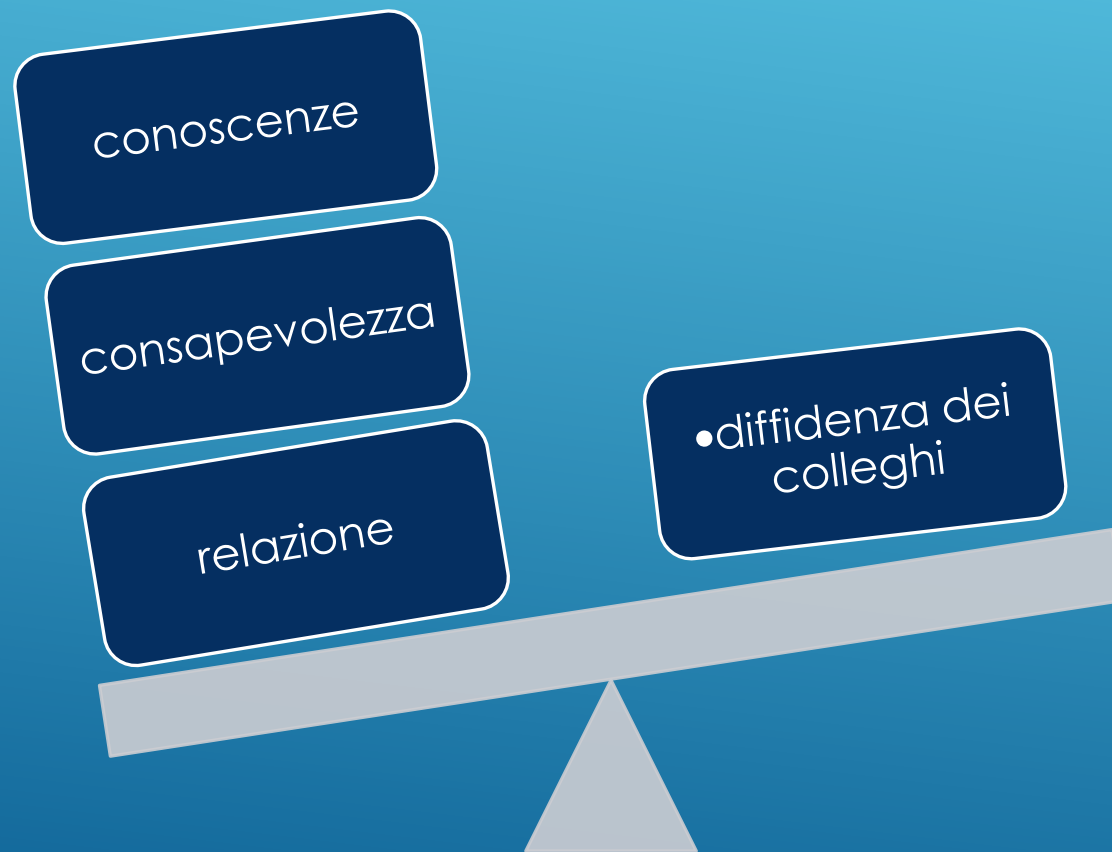 conoscenze
consapevolezza
relazione
•diffidenza dei
colleghi